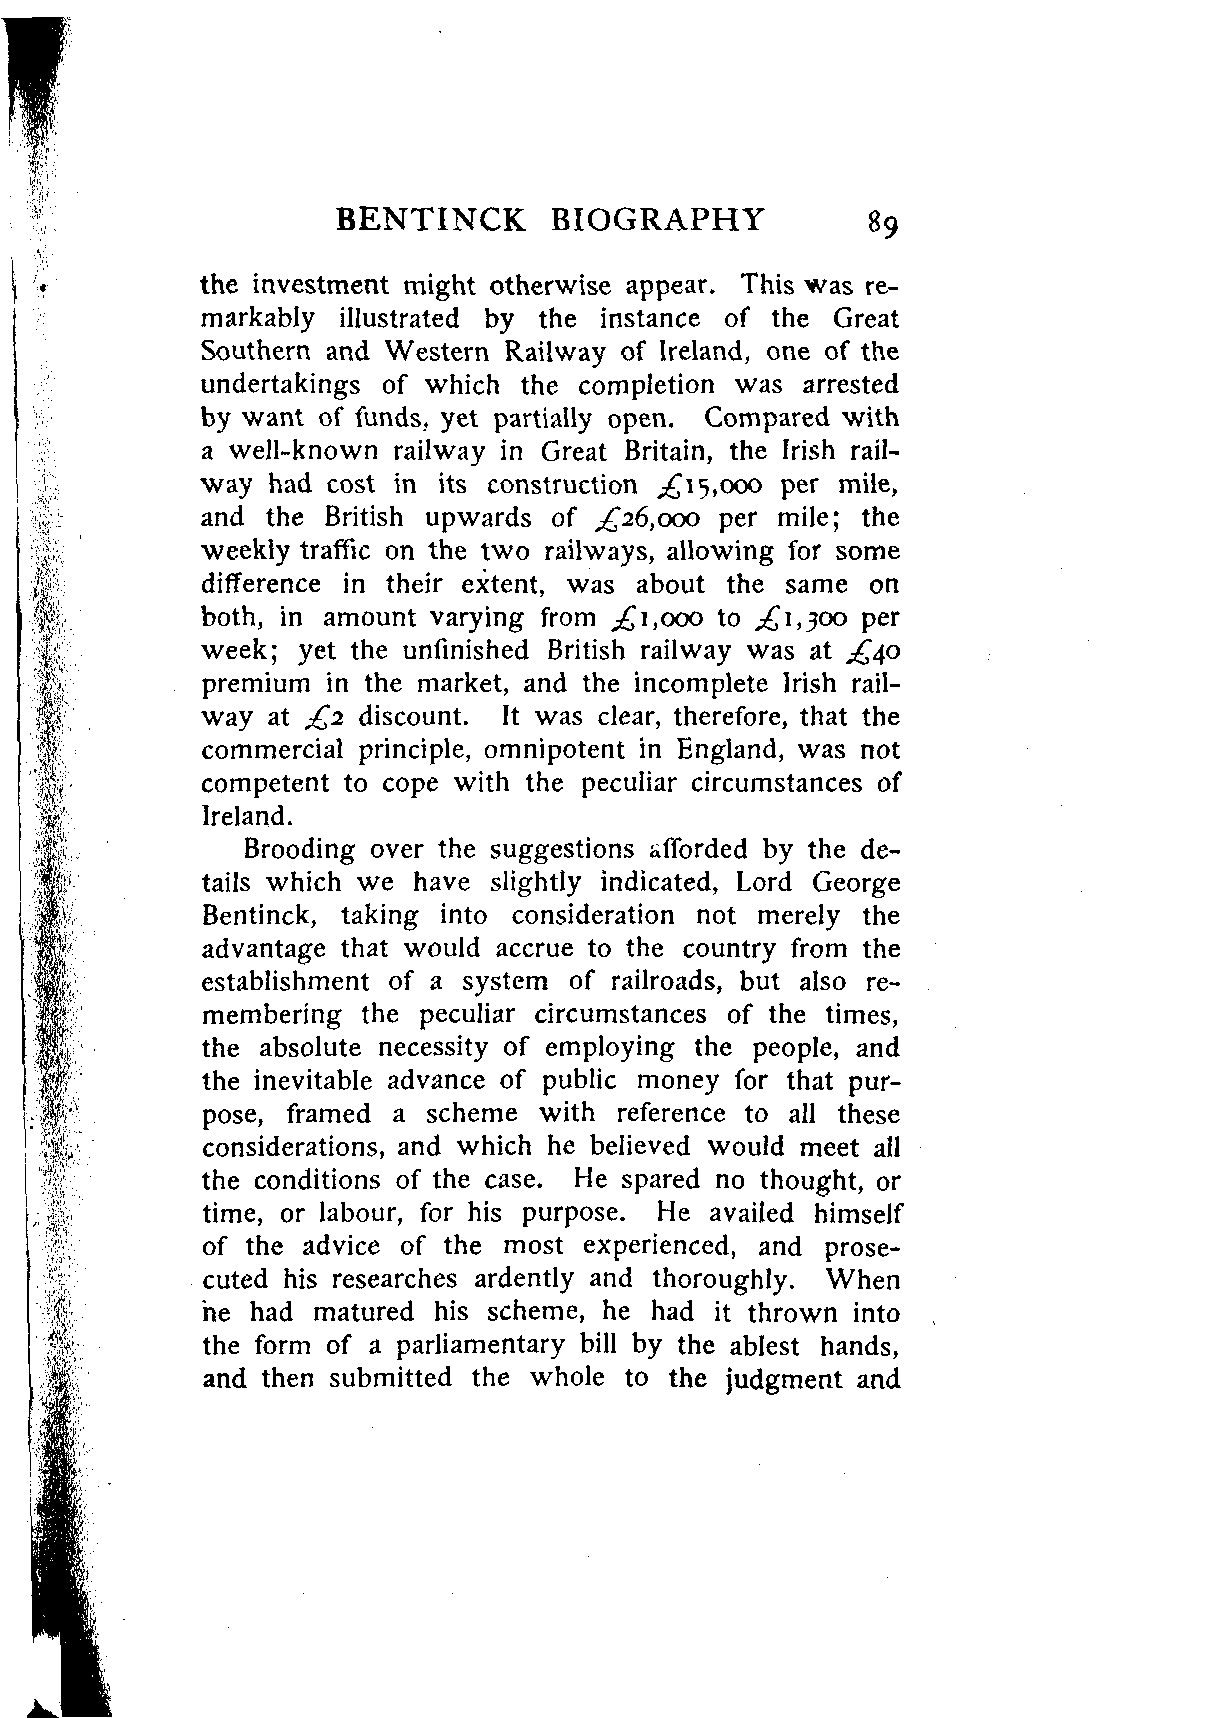 BENTINCK BIOGRAPHY 89
the investment might otherwise appear. This was re-
markably illustrated by the instance of the Great
Southern and Western Railway of Ireland, one of the
undertakings of which the completion was arrested
by want of funds, yet partially open. Compared with
a well-known railway in Great Britain, the Irish rail-
way had cost in its construction £15,000 per mile,
and the British upwards of £26,000 per mile; the
weekly traffic on the two railways, allowing for some
difference in their extent, was about the same on
both, in amount varying from £1,000 to £1,300 per
week; yet the unfinished British railway was at £40
premium in the market, and the incomplete Irish rail-
way at £2 discount. It was clear, therefore, that the
commercial principle, omnipotent in England, was not
competent to cope with the peculiar circumstances of
Ireland.
Brooding over the suggestions afforded by the de-
tails which we have slightly indicated, Lord George
Bentinck, taking into consideration not merely the
advantage that would accrue to the country from the
establishment of a system of railroads, but also re-
membering the peculiar circumstances of the times,
the absolute necessity of employing the people, and
the inevitable advance of public money for that pur-
pose, framed a scheme with reference to all these
considerations, and which he believed would meet all
the conditions of the case. He spared no thought, or
time, or labour, for his purpose. He availed himself
of the advice of the most experienced, and prose-
cuted his researches ardently and thoroughly. When
he had matured his scheme, he had it thrown into
the form of a parliamentary bill by the ablest hands,
and then submitted the whole to the judgment and